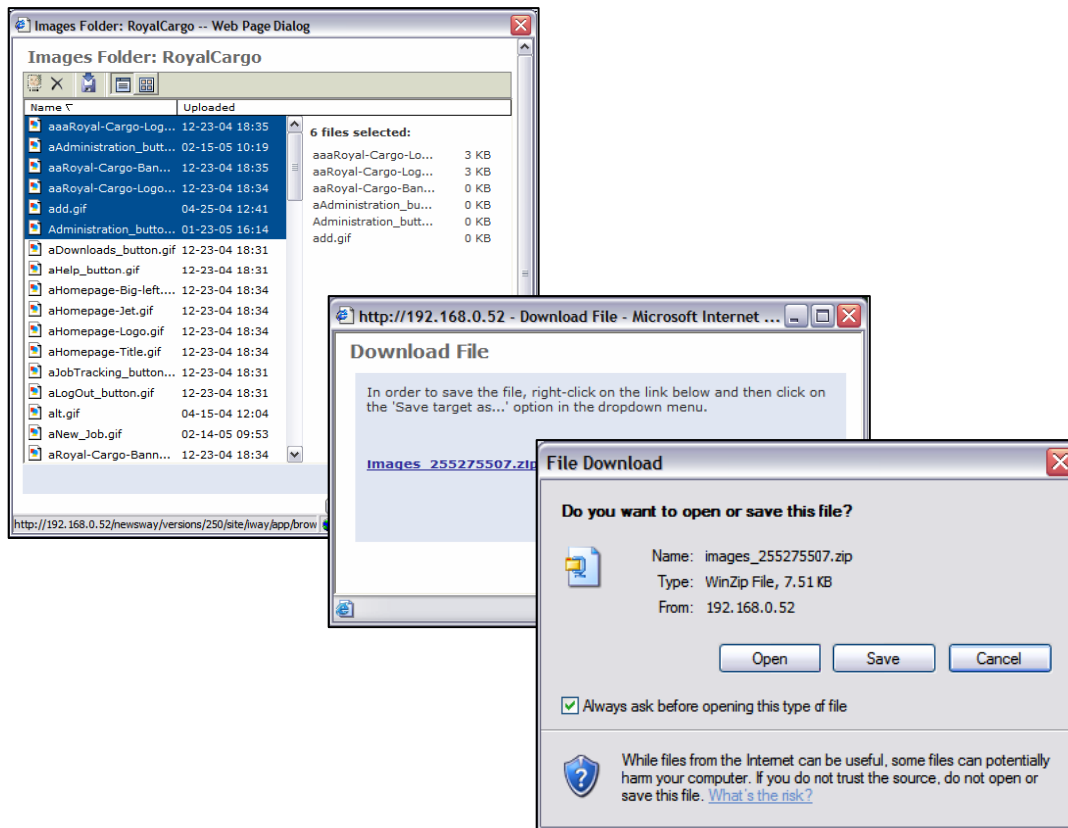 Images Folder: RoyalCargo -- Web Page Dialog
Images Folder: RoyalCargo
Name Uploaded
aaaRoyal-Cargo-Log... 12-23-04 18:35
aAdministration_butt... 02-15-05 10:19
aaRoyal-Cargo-Ban... 12-23-04 18:35
aaRoyal-Cargo-Logo... 12-23-04 18:34
add.gif 04-25-04 12:41
Administration_butto... 01-23-05 16:14
aDownloads_button.gif 12-23-04 18:31
aHelp_button.gif 12-23-04 18:31
aHomepage-Big-left.... 12-23-04 18:34
aHomepage-Jet.gif 12-23-04 18:34
aHomepage-Logo.gif 12-23-04 18:34
aHomepage-Title.gif 12-23-04 18:34
aJobTracking_button... 12-23-04 18:31
aLogOut_button.gif 12-23-04 18:31
alt.gif 04-15-04 12:04
aNew_Job.gif 02-14-05 09:53
aRoyal-Cargo-Bann... 12-23-04 18:34
6 files selected:
aaaRoyal-Cargo-Lo... 3 KB
aaRoyal-Cargo-Log... 3 KB
aaRoyal-Cargo-Ban... 0 KB
aAdministration_bu... 0 KB
Administration_butt... 0 KB
add.gif 0 KB
http://192.168.0.52/newsway/versions/250/site/iway/app/brow
http://192.168.0.52 - Download File - Microsoft Internet ...
Download File
In order to save the file, right-click on the link below and then click on
the 'Save target as...' option in the dropdown menu.
Images_255275507.zip
File Download
Do you want to open or save this file?
Name: images_255275507.zip
Type: WinZip File, 7.51 KB
From: 192.168.0.52
Open Save Cancel
Always ask before opening this type of file
While files from the Internet can be useful, some files can potentially
harm your computer. If you do not trust the source, do not open or
save this file. What's the risk?